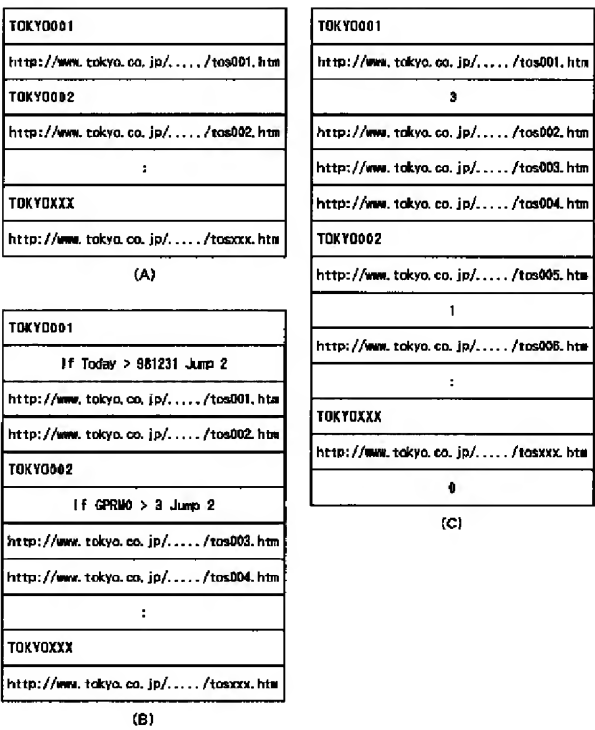 TOKYO001
http://www.tokyo.co.jp/...../tos001.htm
TOKYO002
http://www.tokyo.co.jp/...../tos002.htm
:
TOKYOXXX
http://www.tokyo.co.jp/...../tosxxx.htm
(A)
TOKYO001
If Today > 981231 Jump 2
http://www.tokyo.co.jp/...../tos001.htm
http://www.tokyo.co.jp/...../tos002.htm
TOKYO002
If GPRM0 > 3 Jump 2
http://www.tokyo.co.jp/...../tos003.htm
http://www.tokyo.co.jp/...../tos004.htm
:
TOKYOXXX
http://www.tokyo.co.jp/...../tosxxx.htm
(B)
TOKYO001
http://www.tokyo.co.jp/...../tos001.htm
3
http://www.tokyo.co.jp/...../tos002.htm
http://www.tokyo.co.jp/...../tos003.htm
http://www.tokyo.co.jp/...../tos004.htm
TOKYO002
http://www.tokyo.co.jp/...../tos005.htm
1
http://www.tokyo.co.jp/...../tos006.htm
:
TOKYOXXX
http://www.tokyo.co.jp/...../tosxxx.htm
0
(C)